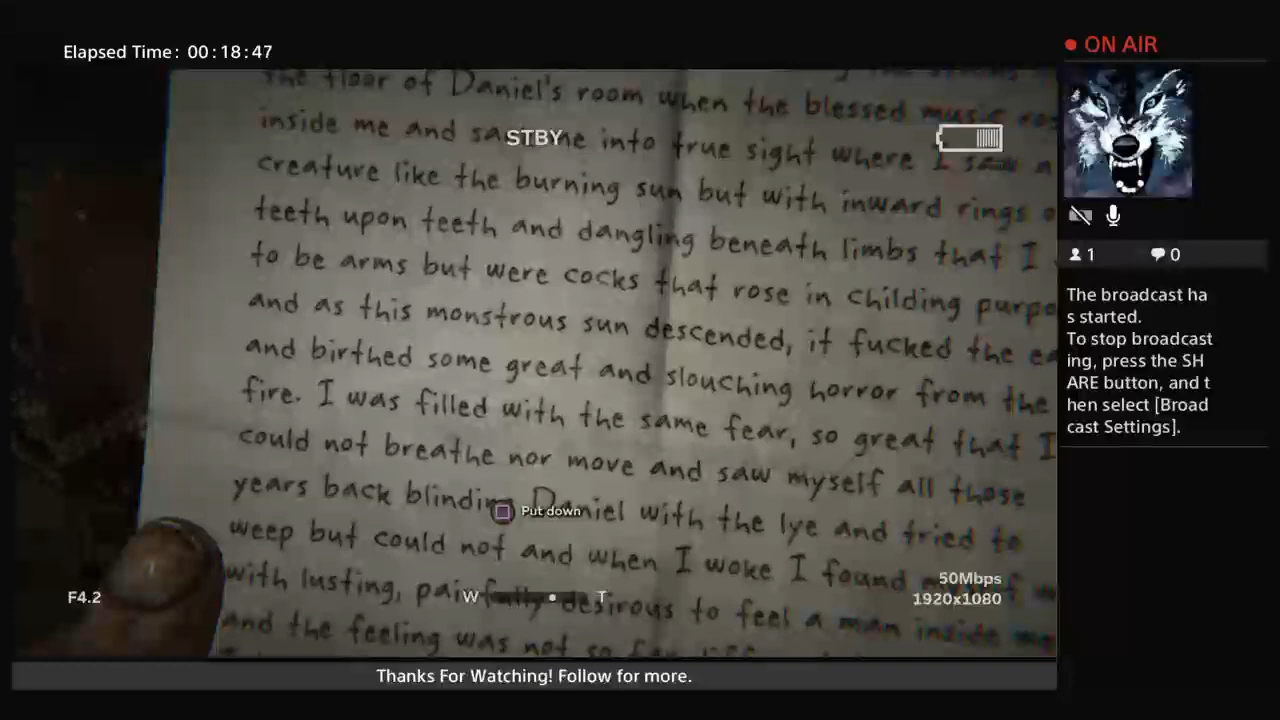 Elapsed Time: 00:18:47
ON AIR
the floor of Daniel's room when the blessed music
inside me and me into true sight where I saw a
STBY
creature like the burning sun but with inward rings
teeth upon teeth and dangling beneath limbs that I
to be arms but were cocks that rose in childing
and as this monstrous sun descended, it fucked the
and birthed some great and slouching horror from the
fire. I was filled with the same fear, so great that I
could not breathe nor move and saw myself all those
years back blinding Daniel with the lye and tried to
Put down
weep but could not and when I woke I found
with lusting, painfully desirous to feel a man inside me
and the feeling was not so
F4.2
W
T
50Mbps
1920x1080
1
0
The broadcast ha
s started.
To stop broadcast
ing, press the SH
ARE button, and t
hen select [Broad
cast Settings].
Thanks For Watching! Follow for more.